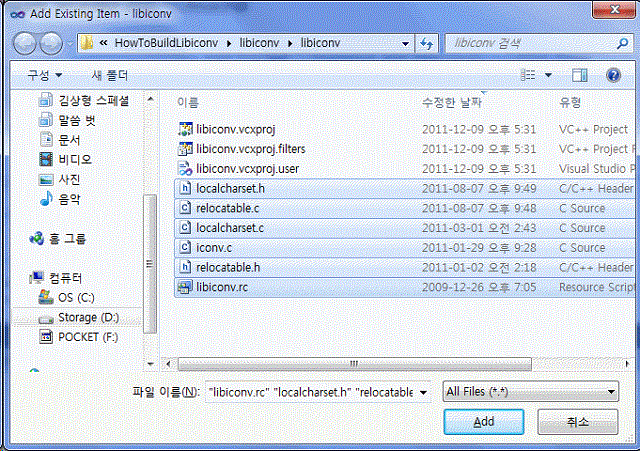 Add Existing Item - libiconv
« HowToBuildLibiconv ▸ libiconv ▸ libiconv
libiconv 검색
구성 새 폴더
이름 수정한 날짜 유형
김상형 스페셜
말씀 벗
문서
비디오
사진
음악
홈 그룹
컴퓨터
OS (C:)
Storage (D:)
POCKET (F:)
libiconv.vcxproj 2011-12-09 오후 5:31 VC++ Project
libiconv.vcxproj.filters 2011-12-09 오후 5:31 VC++ Project F
libiconv.vcxproj.user 2011-12-09 오후 5:31 Visual Studio P
localcharset.h 2011-08-07 오후 9:49 C/C++ Header
relocatable.c 2011-08-07 오후 9:48 C Source
localcharset.c 2011-03-01 오전 2:43 C Source
iconv.c 2011-01-29 오후 9:28 C Source
relocatable.h 2011-01-02 오전 2:18 C/C++ Header
libiconv.rc 2009-12-26 오후 7:05 Resource Script
파일 이름(N): "libiconv.rc" "localcharset.h" "relocatable
All Files (*.*)
Add 취소